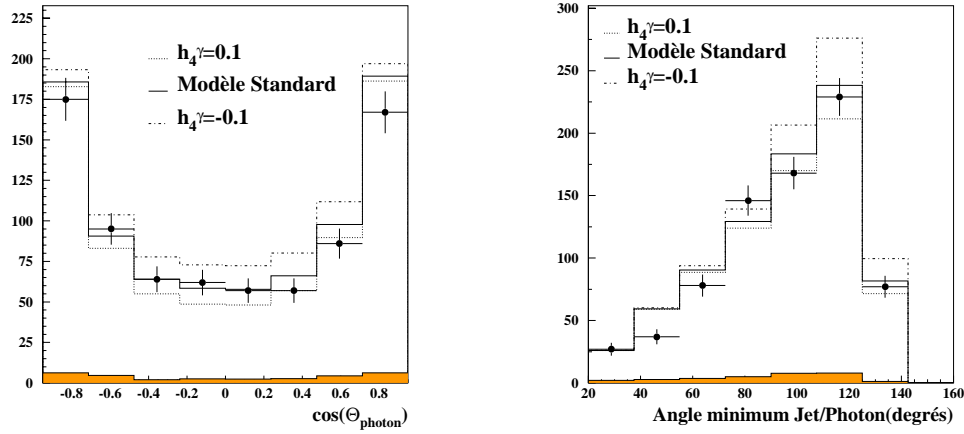 225
200
175
150
125
100
75
50
25
0
h₄ᵞ=0.1
Modèle Standard
h₄ᵞ=-0.1
-0.8 -0.6 -0.4 -0.2 0 0.2 0.4 0.6 0.8
cos(Θphoton)
300
250
200
150
100
50
0
h₄ᵞ=0.1
Modèle Standard
h₄ᵞ=-0.1
20 40 60 80 100 120 140 160
Angle minimum Jet/Photon(degrés)